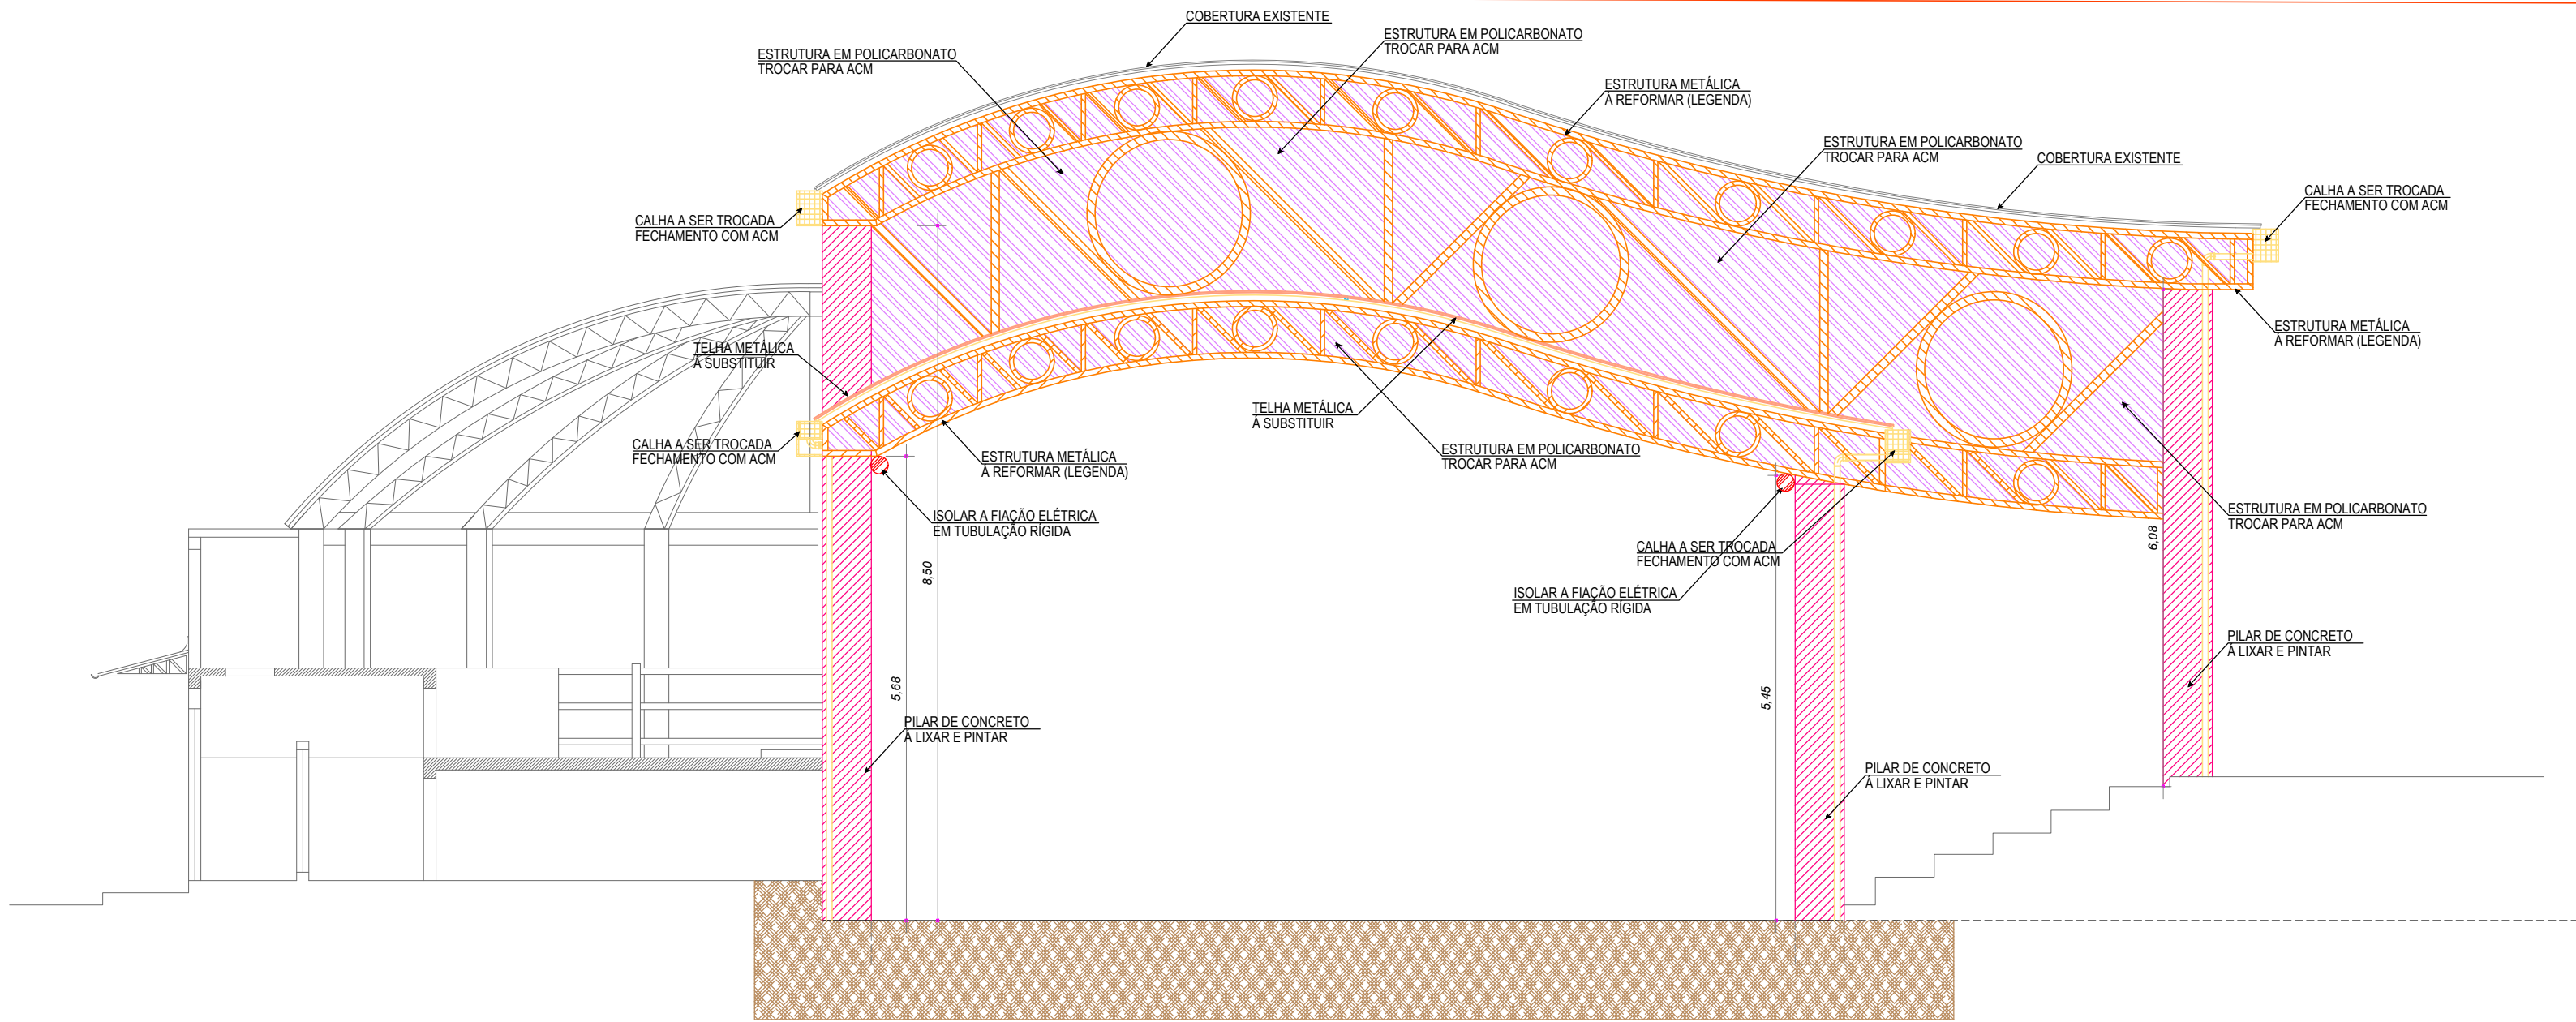 COBERTURA EXISTENTE
ESTRUTURA EM POLICARBONATO
TROCAR PARA ACM
ESTRUTURA EM POLICARBONATO
TROCAR PARA ACM
ESTRUTURA METÁLICA
À REFORMAR (LEGENDA)
ESTRUTURA EM POLICARBONATO
TROCAR PARA ACM
COBERTURA EXISTENTE
CALHA A SER TROCADA
FECHAMENTO COM ACM
CALHA A SER TROCADA
FECHAMENTO COM ACM
ESTRUTURA METÁLICA
À REFORMAR (LEGENDA)
TELHA METÁLICA
À SUBSTITUIR
TELHA METÁLICA
À SUBSTITUIR
CALHA A SER TROCADA
FECHAMENTO COM ACM
ESTRUTURA METÁLICA
À REFORMAR (LEGENDA)
ESTRUTURA EM POLICARBONATO
TROCAR PARA ACM
ISOLAR A FIAÇÃO ELÉTRICA
EM TUBULAÇÃO RÍGIDA
ESTRUTURA EM POLICARBONATO
TROCAR PARA ACM
CALHA A SER TROCADA
FECHAMENTO COM ACM
6,08
8,50
ISOLAR A FIAÇÃO ELÉTRICA
EM TUBULAÇÃO RÍGIDA
PILAR DE CONCRETO
À LIXAR E PINTAR
5,68
5,45
PILAR DE CONCRETO
À LIXAR E PINTAR
PILAR DE CONCRETO
À LIXAR E PINTAR